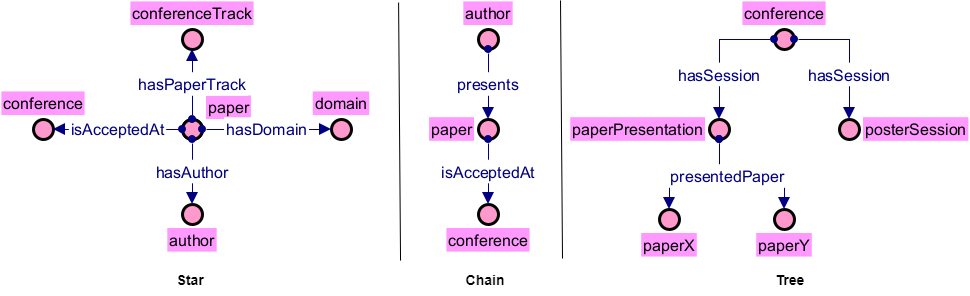 conferenceTrack
hasPaperTrack
conference
isAcceptedAt
paper
hasDomain
domain
hasAuthor
author
Star
author
presents
paper
isAcceptedAt
conference
Chain
conference
hasSession
hasSession
paperPresentation
posterSession
presentedPaper
paperX
paperY
Tree